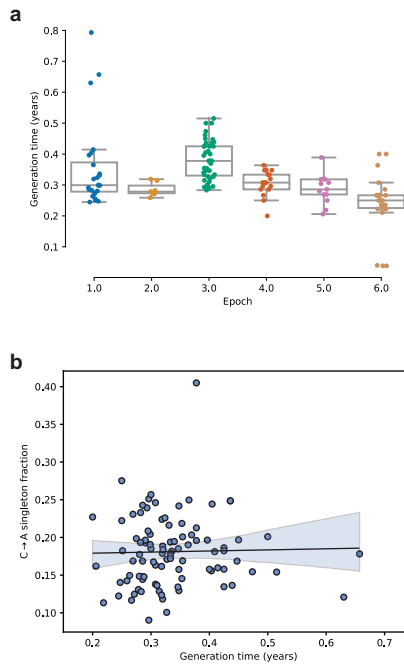 a
0,8
0.7
0.6
0.5
0.4
0.3
0.2
0.1
Generation time (years)
1.0 2.0 3.0 4.0 5.0 6.0
Epoch
b
0.40
0.35
0.30
0.25
0.20
0.15
0.10
C→A singleton fraction
0.2 0.3 0.4 0.5 0.6 0.7
Generation time (years)